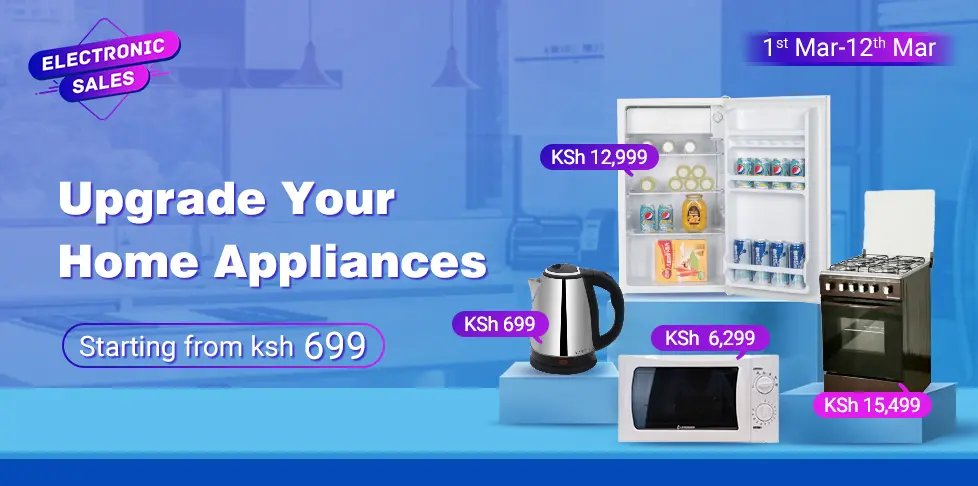 ELECTRONIC
SALES
1st Mar-12th Mar
Upgrade Your
Home Appliances
Starting from ksh 699
KSh 12,999
KSh 699
KSh 6,299
KSh 15,499